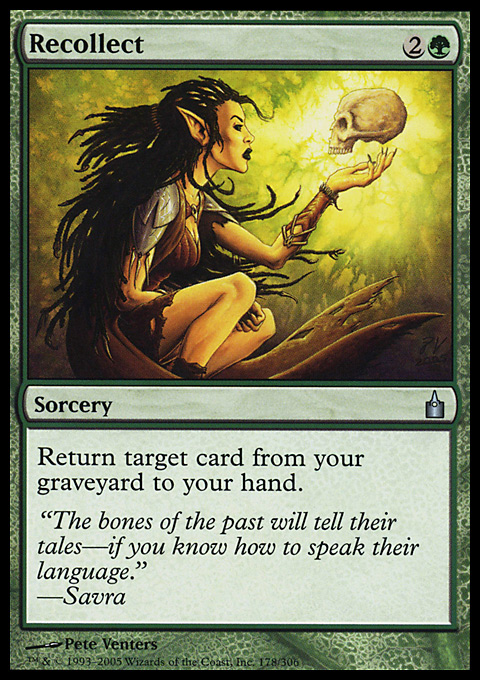 Recollect 2
Sorcery
Return target card from your
graveyard to your hand.
“The bones of the past will tell their
tales—if you know how to speak their
language.”
—Savra
Pete Venters
™ & © 1993–2005 Wizards of the Coast, Inc. 178/306